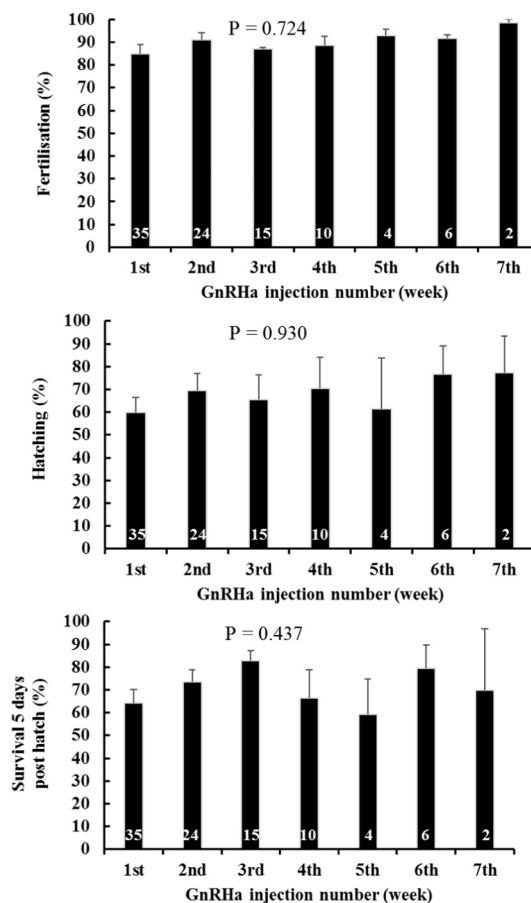 100
P = 0.724
90
80
70
60
50
40
30
20
10
0
Fertilisation (%)
35 24 15 10 4 6 2
1st 2nd 3rd 4th 5th 6th 7th
GnRHa injection number (week)
100
P = 0.930
90
80
70
60
50
40
30
20
10
0
Hatching (%)
35 24 15 10 4 6 2
1st 2nd 3rd 4th 5th 6th 7th
GnRHa injection number (week)
100
P = 0.437
90
80
70
60
50
40
30
20
10
0
Survival 5 days
post hatch (%)
35 24 15 10 4 6 2
1st 2nd 3rd 4th 5th 6th 7th
GnRHa injection number (week)